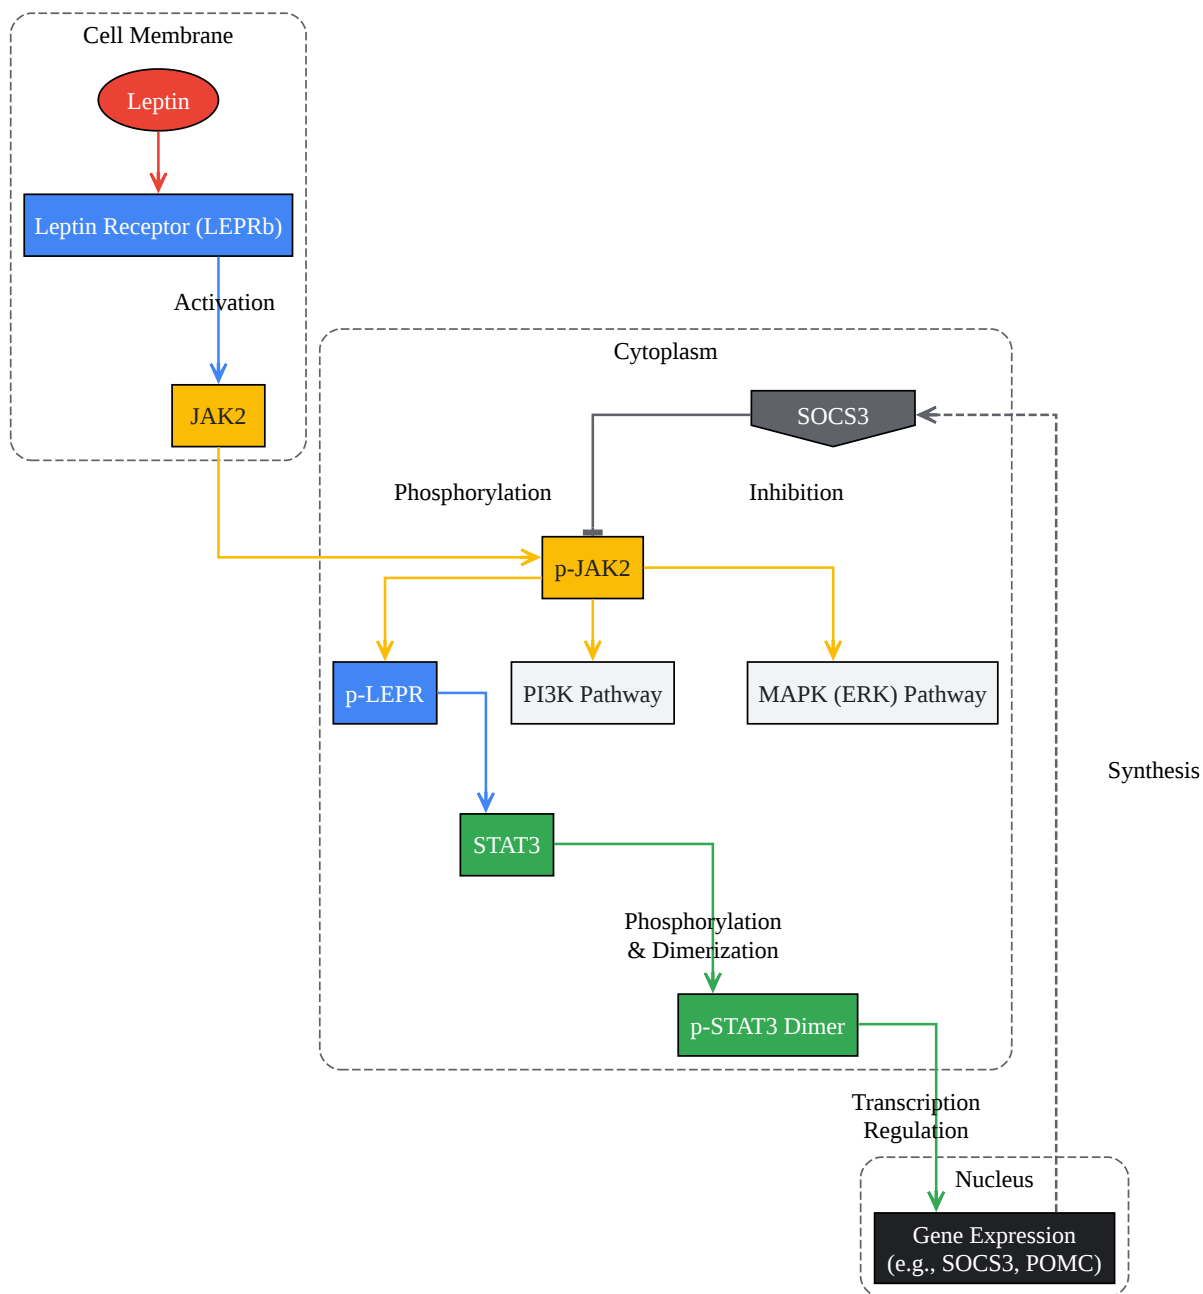 Cell Membrane
Leptin
Leptin Receptor (LEPRb)
Activation
JAK2
Cytoplasm
SOCS3
Phosphorylation
Inhibition
p-JAK2
p-LEPR
PI3K Pathway
MAPK (ERK) Pathway
Synthesis
STAT3
Phosphorylation
& Dimerization
p-STAT3 Dimer
Transcription
Regulation
Nucleus
Gene Expression
(e.g., SOCS3, POMC)